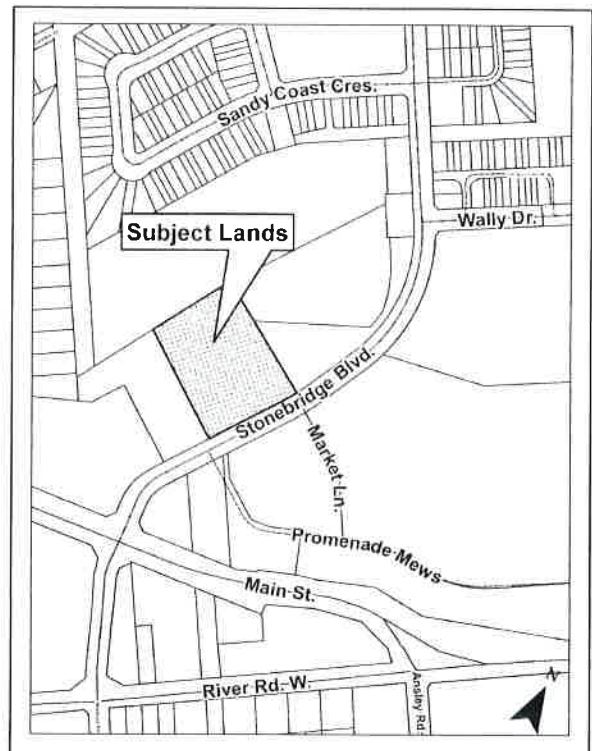 Sandy Coast Cres.
Wally Dr.
Subject Lands
Stonebridge Blvd.
Market Ln.
Promenade Mews
Main St.
River Rd. W.
Ansley Rd.
N